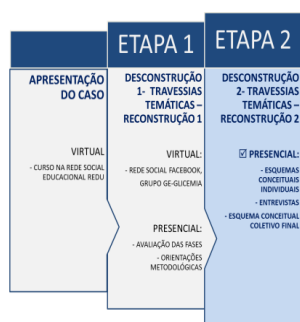 APRESENTAÇÃO
DO CASO
VIRTUAL
- CURSO NA REDE SOCIAL
EDUCACIONAL REDU
ETAPA 1
DESCONSTRUÇÃO
1- TRAVESSIAS
TEMÁTICAS –
RECONSTRUÇÃO 1
VIRTUAL:
- REDE SOCIAL FACEBOOK,
GRUPO GE-GLICEMIA
PRESENCIAL:
- AVALIAÇÃO DAS FASES
- ORIENTAÇÕES
METODOLÓGICAS
ETAPA 2
DESCONSTRUÇÃO
2- TRAVESSIAS
TEMÁTICAS –
RECONSTRUÇÃO 2
☑ PRESENCIAL:
- ESQUEMAS
CONCEITUAIS
INDIVIDUAIS
- ENTREVISTAS
- ESQUEMA CONCEITUAL
COLETIVO FINAL